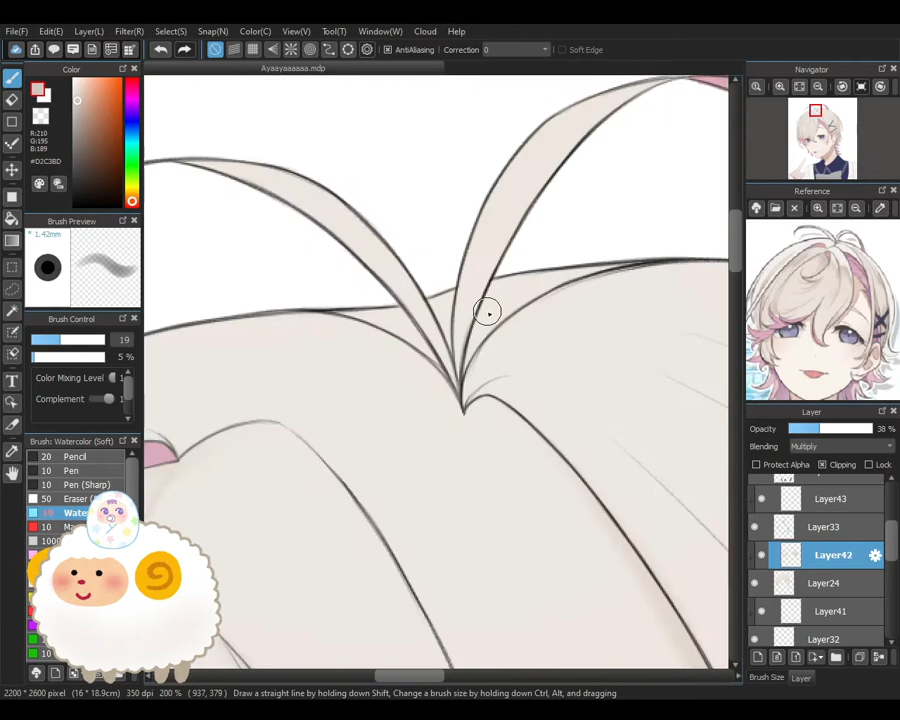 File(F) Edit Layer(L) Filter(R) Select(S) Snap(N) Color(C) View(V) Tool(T) Window(W) Cloud Help
AntiAliasing Correction 0 Soft Edge
Color
Ayaayaaaaaa.mdp
Navigator
R:210
G:195
B:189
#D2C3BD
Reference
Brush Preview
* 1.42mm
Brush Control
19
5 %
Color Mixing Level
Complement
Layer
Opacity 38 %
Blending Multiply
Protect Alpha Clipping Lock
Brush: Watercolor (Soft)
20 Pencil
10 Pen
10 Pen (Sharp)
50 Eraser
19
10
1000
10
10
Layer43
Layer33
Layer42
Layer24
Layer41
Layer32
Brush Size Layer
2200 * 2600 pixel (16 * 18.9cm) 350 dpi 200 % ( 937, 379 ) Draw a straight line by holding down Shift, Change a brush size by holding down Ctrl, Alt, and dragging